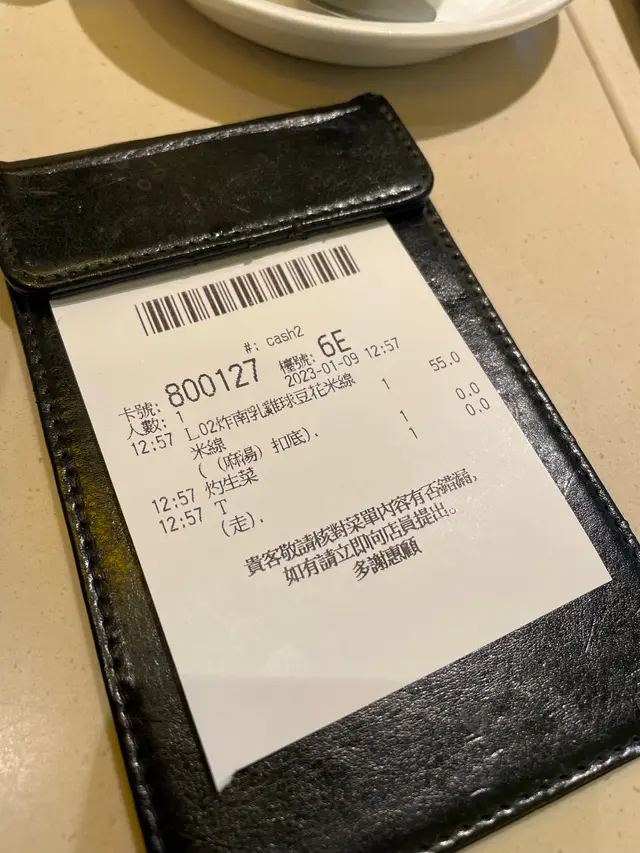 #: cash2
卡號: 800127 檯號: 6E
人數: 1 2023-01-09 12:57
12:57 L02炸南乳雞球豆花米線 1 55.0
米線
( (麻湯) 扣底).
12:57 灼生菜 1 0.0
12:57 T 1 0.0
(走).
貴客敬請核對菜單內容有否錯漏,
如有請立即向店員提出。
多謝惠顧